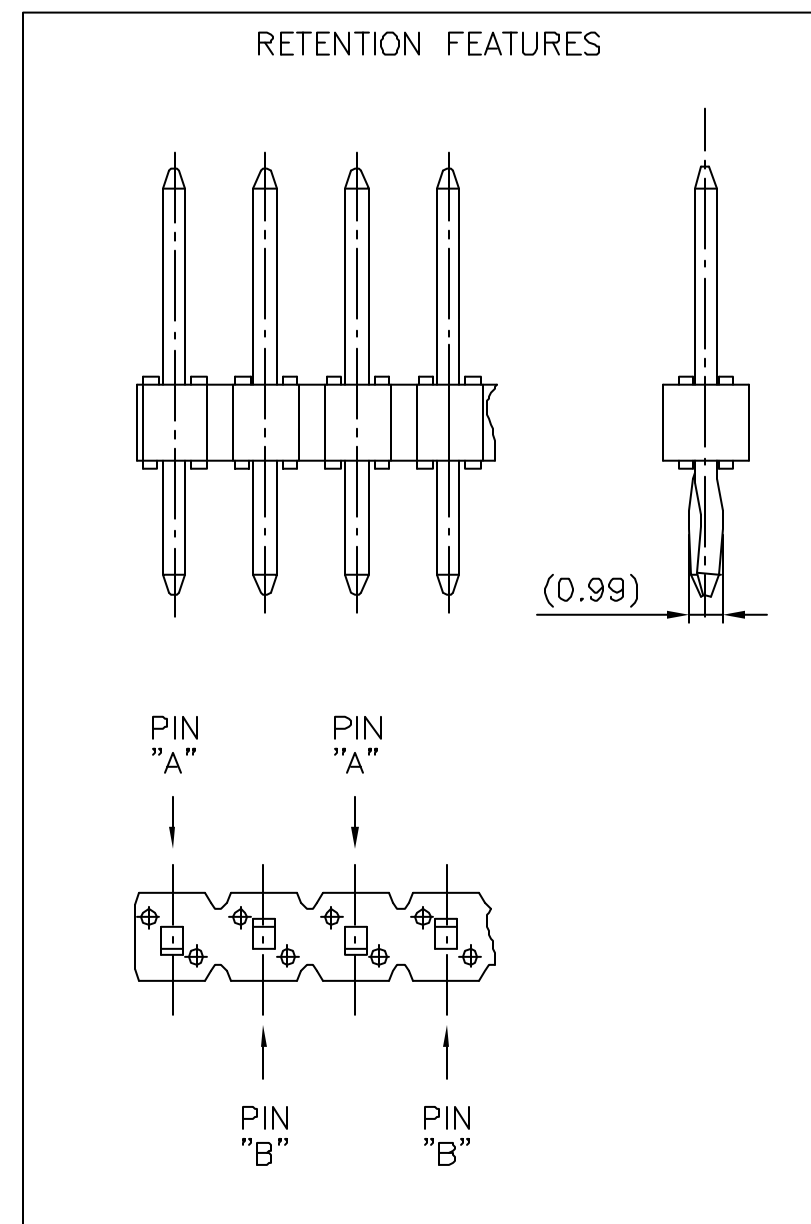 RETENTION FEATURES
(0.99)
PIN
"A"
PIN
"A"
PIN
"B"
PIN
"B"